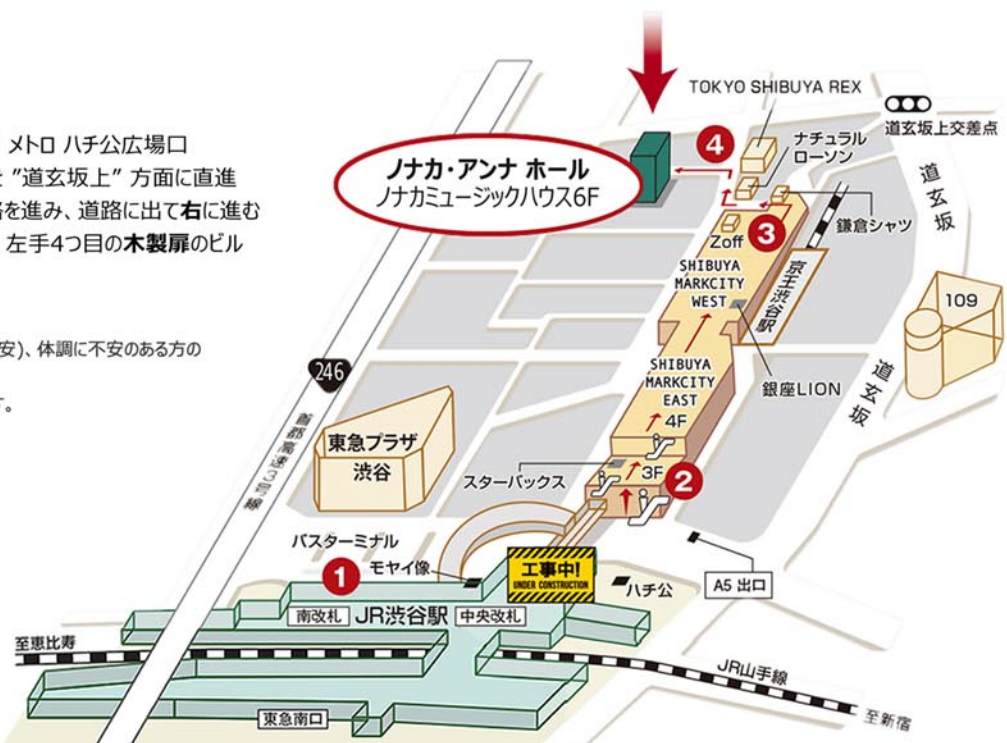 メトロ ハチ公広場口
"道玄坂上" 方面に直進
を進み、道路に出て右に進む
左手4つ目の木製扉のビル
安)、体調に不安のある方の
。
ノナカ・アンナ ホール
ノナカミュージックハウス6F
TOKYO SHIBUYA REX
道玄坂上交差点
ナチュラル
ローソン
4
3
Zoff
鎌倉シャツ
道玄坂
SHIBUYA
MARKCITY
WEST
京王渋谷駅
109
246
首都高速3号線
SHIBUYA
MARKCITY
EAST
銀座LION
道玄坂
4F
東急プラザ
渋谷
スターバックス
3F
2
バスターミナル
1
モヤイ像
工事中!
UNDER CONSTRUCTION
ハチ公
A5 出口
南改札
JR渋谷駅
中央改札
至恵比寿
JR山手線
東急南口
至新宿